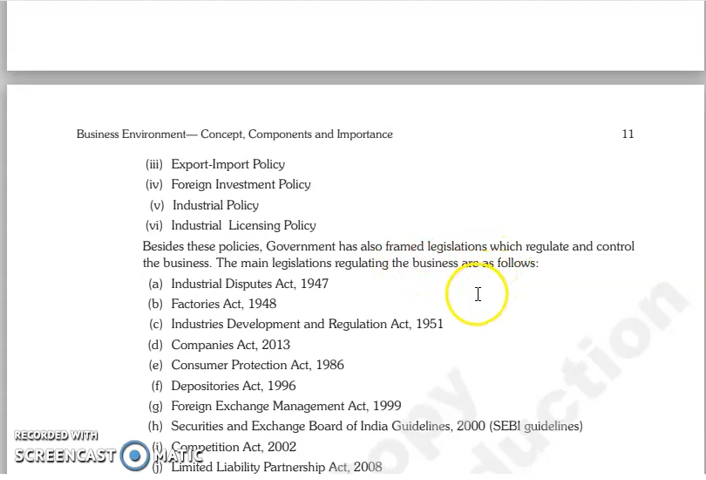 Business Environment— Concept, Components and Importance 11
(iii) Export-Import Policy
(iv) Foreign Investment Policy
(v) Industrial Policy
(vi) Industrial Licensing Policy
Besides these policies, Government has also framed legislations which regulate and control
the business. The main legislations regulating the business are as follows:
(a) Industrial Disputes Act, 1947
(b) Factories Act, 1948
(c) Industries Development and Regulation Act, 1951
(d) Companies Act, 2013
(e) Consumer Protection Act, 1986
(f) Depositories Act, 1996
(g) Foreign Exchange Management Act, 1999
(h) Securities and Exchange Board of India Guidelines, 2000 (SEBI guidelines)
(i) Competition Act, 2002
(j) Limited Liability Partnership Act, 2008
RECORDED WITH
SCREENCAST MATIC